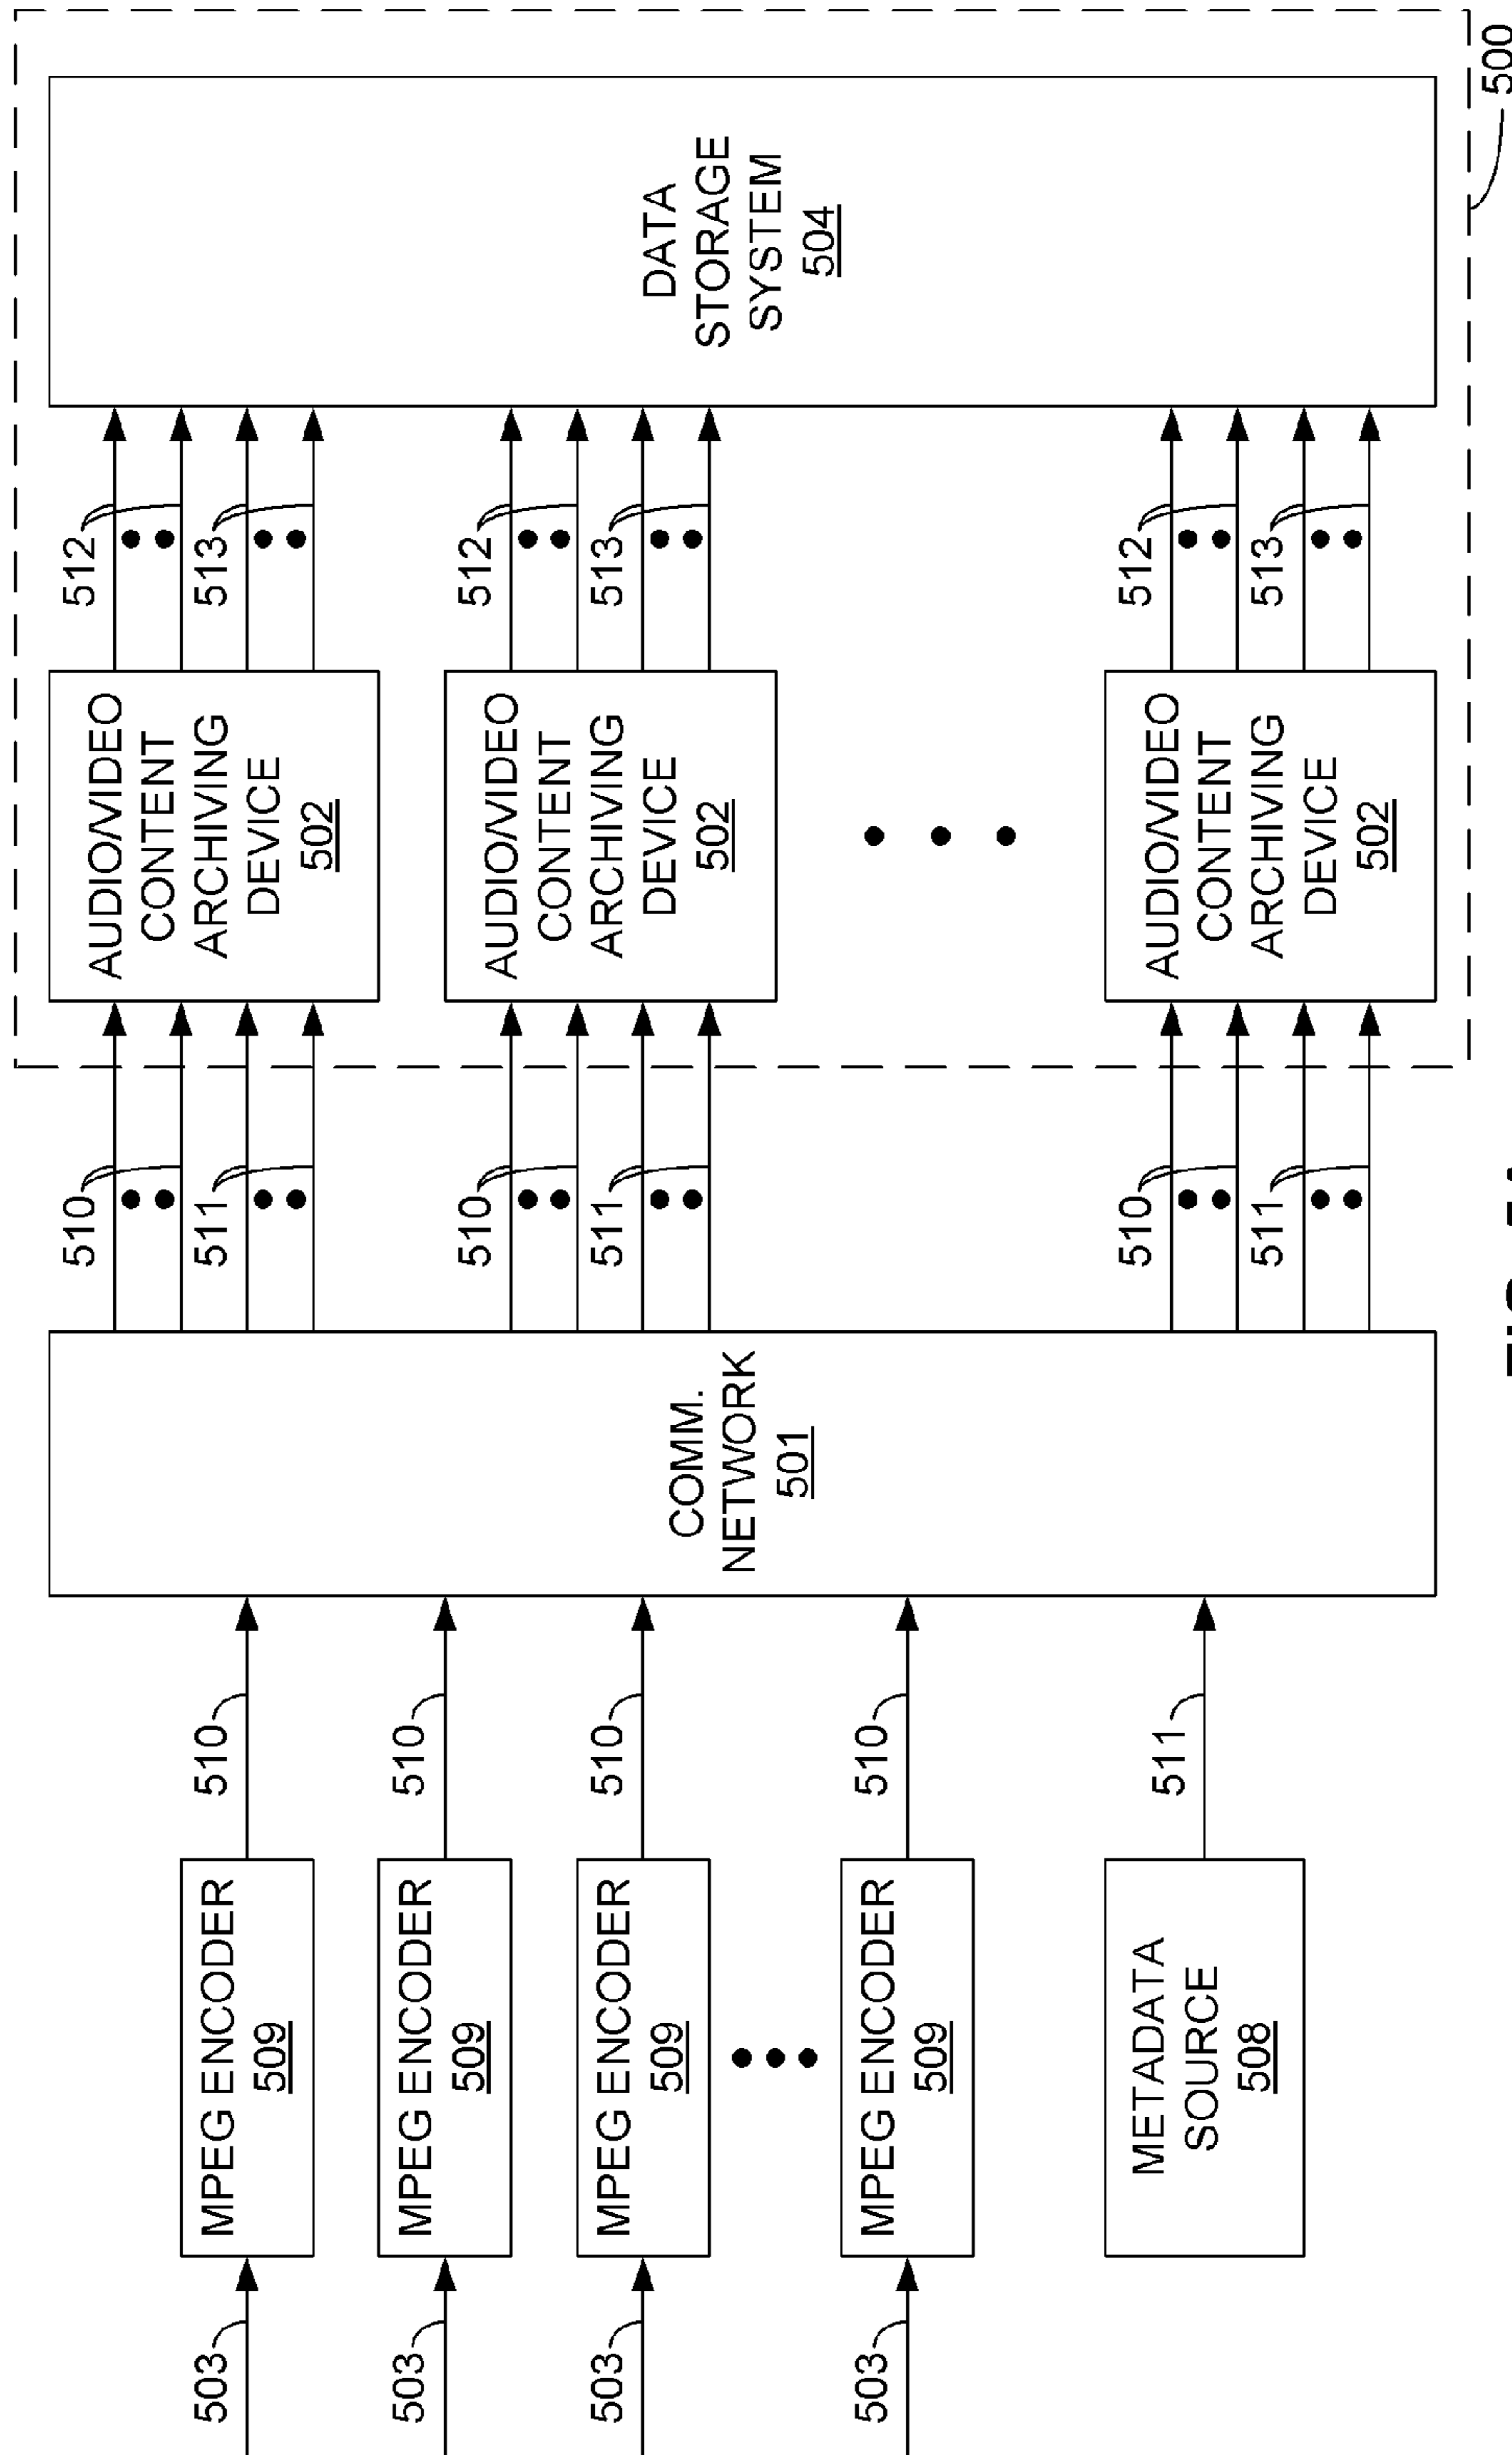 503
503
503
503
MPEG ENCODER
509
MPEG ENCODER
509
MPEG ENCODER
509
MPEG ENCODER
509
METADATA
SOURCE
508
510
510
510
510
511
COMM.
NETWORK
501
510
511
510
511
510
511
AUDIO/VIDEO
CONTENT
ARCHIVING
DEVICE
502
AUDIO/VIDEO
CONTENT
ARCHIVING
DEVICE
502
AUDIO/VIDEO
CONTENT
ARCHIVING
DEVICE
502
512
513
512
513
512
513
DATA
STORAGE
SYSTEM
504
500